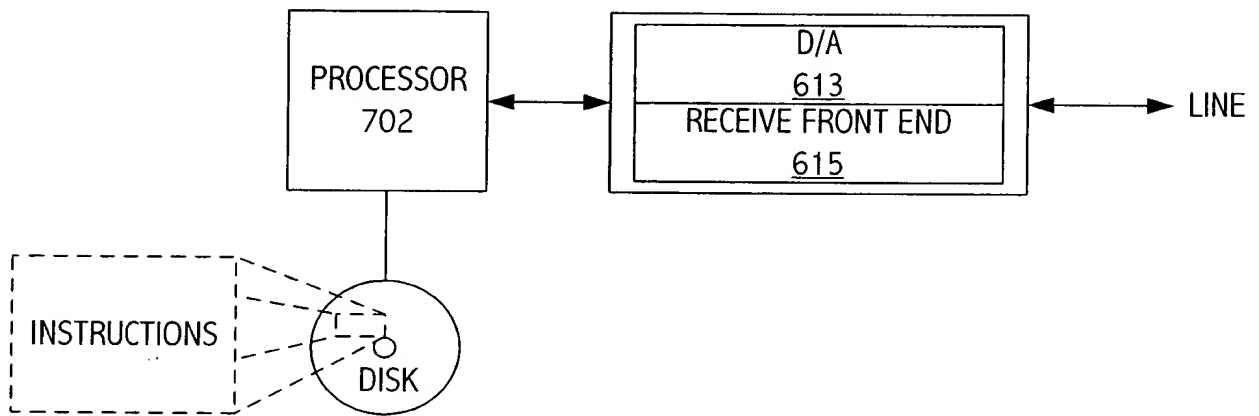 PROCESSOR
702
D/A
613
RECEIVE FRONT END
615
LINE
INSTRUCTIONS
DISK